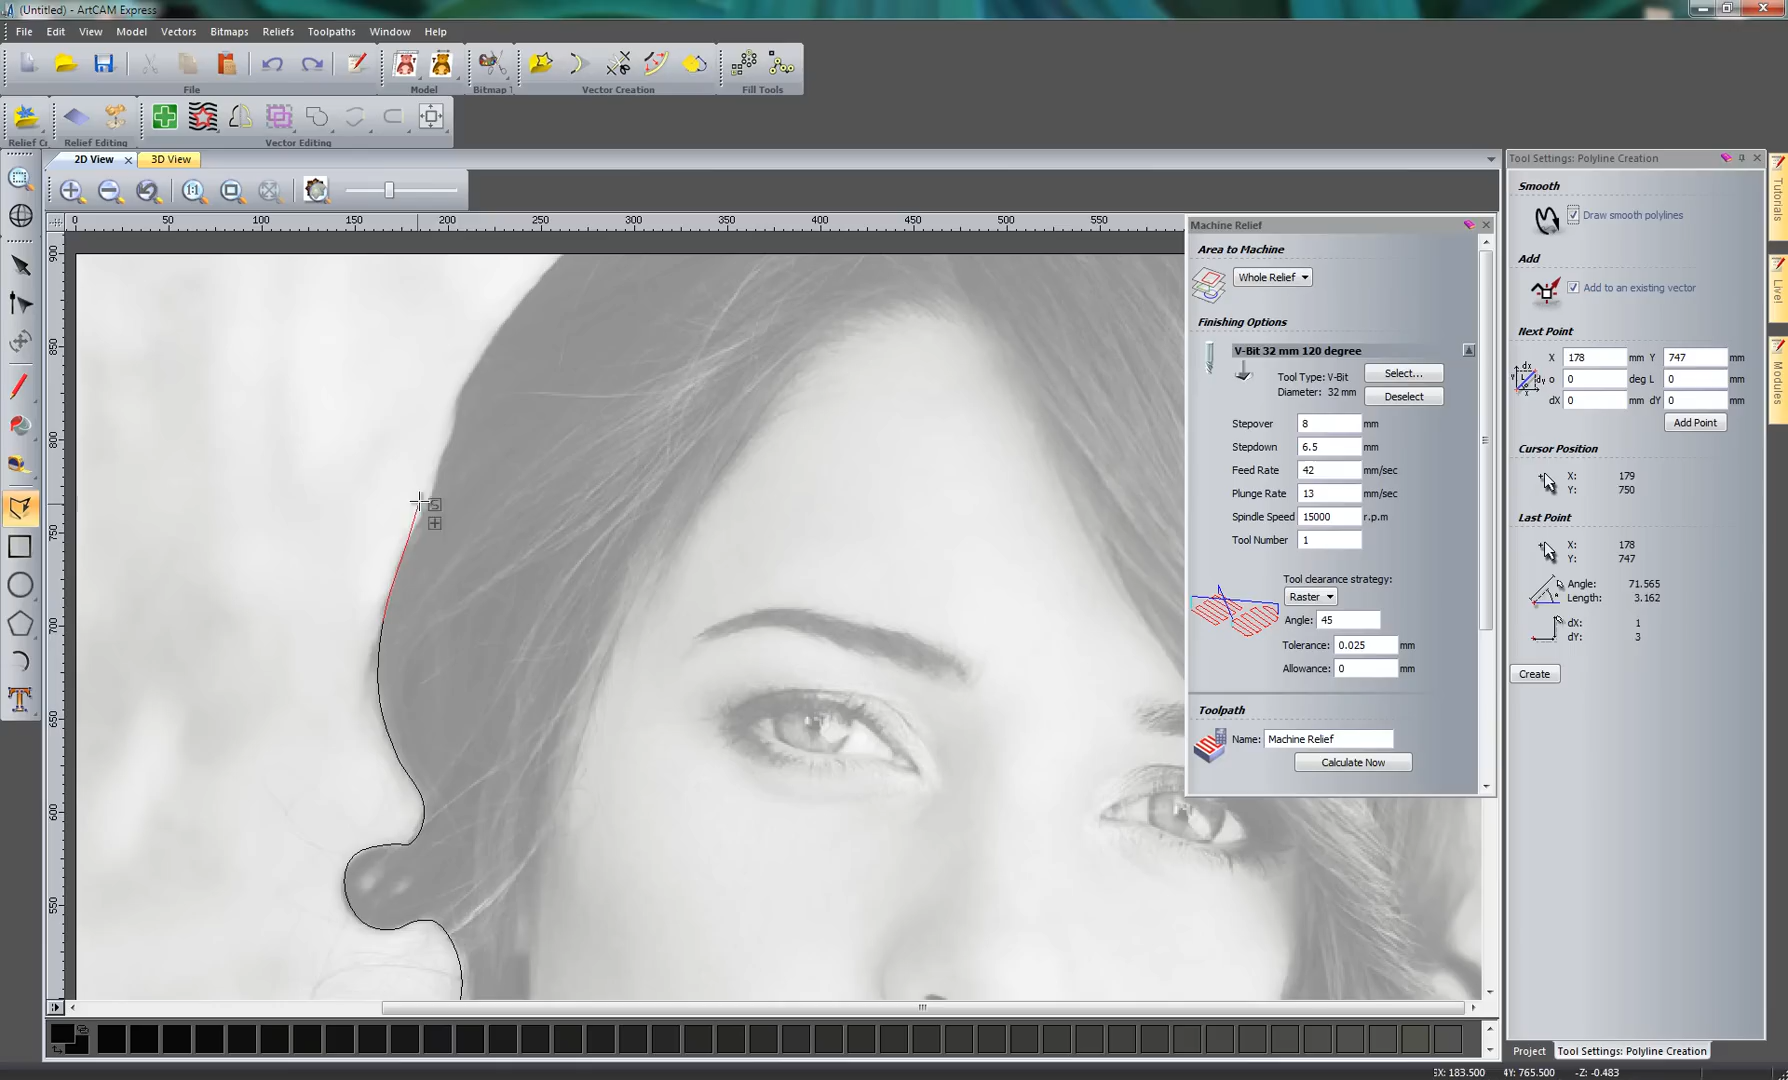 (Untitled) - ArtCAM Express
File Edit View Model Vectors Bitmaps Reliefs Toolpaths Window Help
File Model Bitmap Vector Creation Fill Tools
Relief Cr Relief Editing Vector Editing
2D View 3D View
1:1
0 50 100 150 200 250 300 350 400 450 500 550
900
850
800
750
700
650
600
550
Machine Relief
Area to Machine
Whole Relief
Finishing Options
V-Bit 32 mm 120 degree
Tool Type: V-Bit Select...
Diameter: 32 mm Deselect
Stepover 8 mm
Stepdown 6.5 mm
Feed Rate 42 mm/sec
Plunge Rate 13 mm/sec
Spindle Speed 15000 r.p.m
Tool Number 1
Tool clearance strategy:
Raster
Angle: 45
Tolerance: 0.025 mm
Allowance: 0 mm
Toolpath
Name: Machine Relief
Calculate Now
Tool Settings: Polyline Creation
Smooth
Draw smooth polylines
Add
Add to an existing vector
Next Point
X 178 mm Y 747 mm
o 0 deg L 0 mm
dX 0 mm dY 0 mm
Add Point
Cursor Position
X: 179
Y: 750
Last Point
X: 178
Y: 747
Angle: 71.565
Length: 3.162
dX: 1
dY: 3
Create
Tutorials
Live!
Modules
Project Tool Settings: Polyline Creation
X: 183.500 Y: 765.500 Z: -0.483